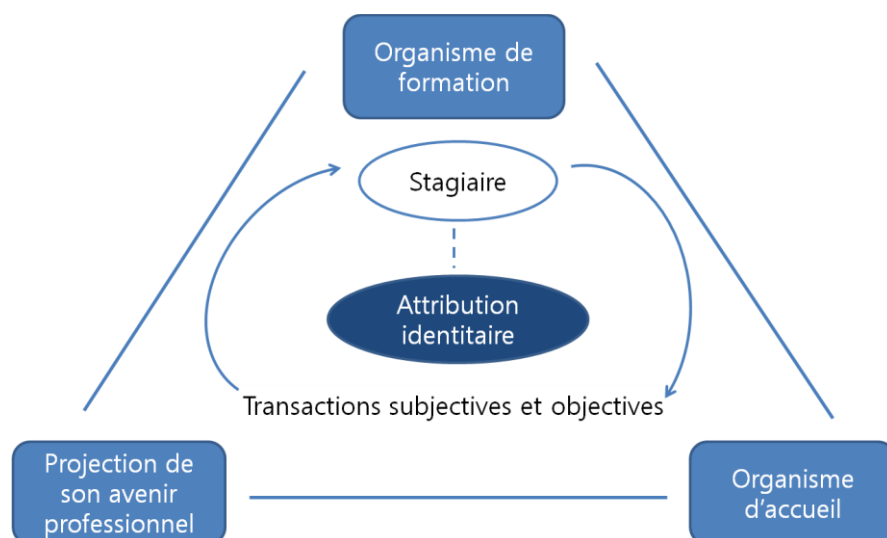 Organisme de
formation
Stagiaire
Attribution
identitaire
Transactions subjectives et objectives
Projection de
son avenir
professionnel
Organisme
d’accueil